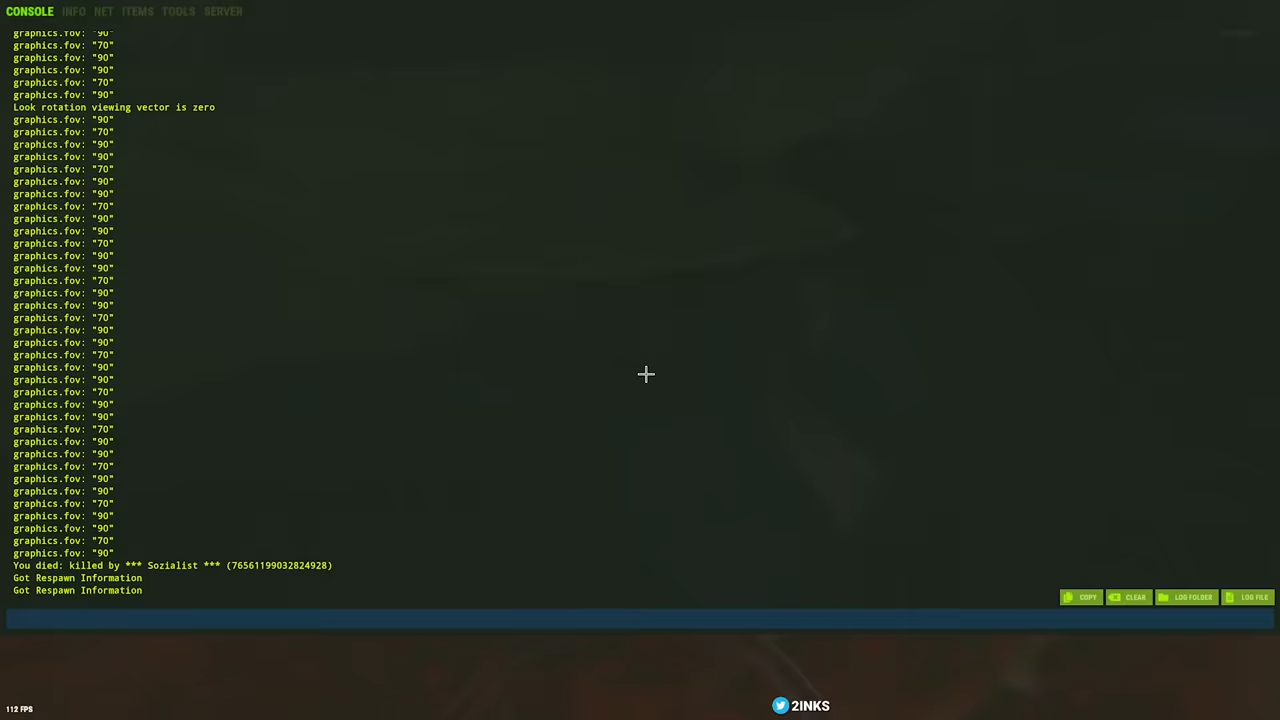 CONSOLE INFO NET ITEMS TOOLS SERVER
graphics.fov: "90"
graphics.fov: "70"
graphics.fov: "90"
graphics.fov: "90"
graphics.fov: "70"
graphics.fov: "90"
Look rotation viewing vector is zero
graphics.fov: "90"
graphics.fov: "70"
graphics.fov: "90"
graphics.fov: "90"
graphics.fov: "70"
graphics.fov: "90"
graphics.fov: "90"
graphics.fov: "70"
graphics.fov: "90"
graphics.fov: "90"
graphics.fov: "70"
graphics.fov: "90"
graphics.fov: "90"
graphics.fov: "70"
graphics.fov: "90"
graphics.fov: "90"
graphics.fov: "70"
graphics.fov: "90"
graphics.fov: "90"
graphics.fov: "70"
graphics.fov: "90"
graphics.fov: "90"
graphics.fov: "70"
graphics.fov: "90"
graphics.fov: "90"
graphics.fov: "70"
graphics.fov: "90"
graphics.fov: "90"
graphics.fov: "70"
graphics.fov: "90"
graphics.fov: "90"
graphics.fov: "70"
graphics.fov: "90"
graphics.fov: "90"
graphics.fov: "70"
graphics.fov: "90"
You died: killed by *** Sozialist *** (76561199032824928)
Got Respawn Information
Got Respawn Information
COPY CLEAR LOG FOLDER LOG FILE
2INKS
112 FPS